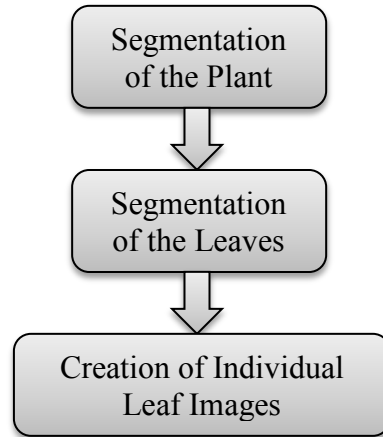 Segmentation
of the Plant
Segmentation
of the Leaves
Creation of Individual
Leaf Images